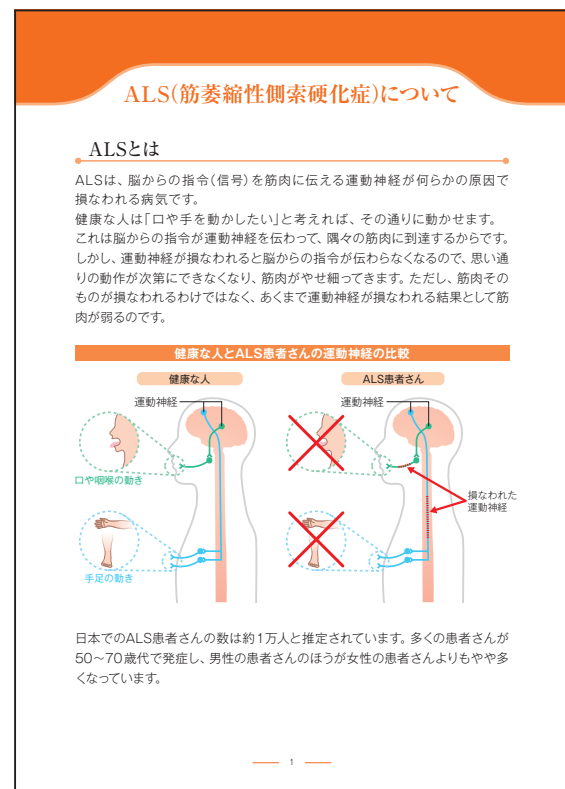 ALS(筋萎縮性側索硬化症)について
ALSとは
ALSは、脳からの指令(信号)を筋肉に伝える運動神経が何らかの原因で
損なわれる病気です。
健康な人は「口や手を動かしたい」と考えれば、その通りに動かせます。
これは脳からの指令が運動神経を伝わって、隅々の筋肉に到達するからです。
しかし、運動神経が損なわれると脳からの指令が伝わらなくなるので、思い通
りの動作が次第にできなくなり、筋肉がやせ細ってきます。ただし、筋肉その
ものが損なわれるわけではなく、あくまで運動神経が損なわれる結果として筋
肉が弱るのです。
健康な人とALS患者さんの運動神経の比較
健康な人
運動神経
口や咽喉の動き
手足の動き
ALS患者さん
運動神経
損なわれた
運動神経
日本でのALS患者さんの数は約1万人と推定されています。多くの患者さんが
50〜70歳代で発症し、男性の患者さんのほうが女性の患者さんよりもやや多
くなっています。
1